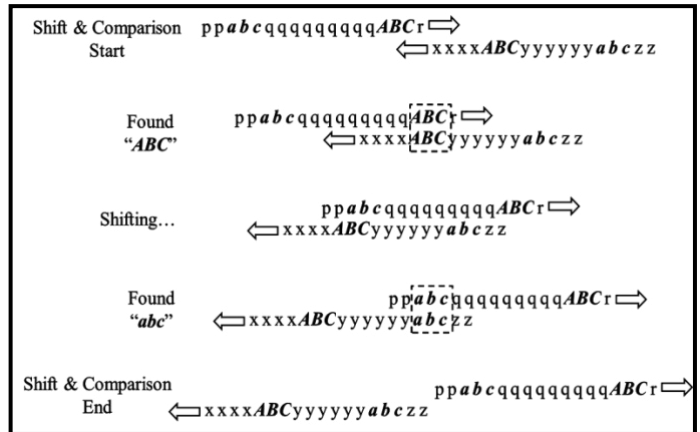 Shift & Comparison
Start
ppabcqqqqqqqqqABCr
xxxxABCyyyyyyabczz
Found
“ABC”
ppabcqqqqqqqqqABCr
xxxxABCyyyyyyabczz
Shifting…
ppabcqqqqqqqqqABCr
xxxxABCyyyyyyabczz
Found
“abc”
ppabcqqqqqqqqqABCr
xxxxABCyyyyyyabczz
Shift & Comparison
End
ppabcqqqqqqqqqABCr
xxxxABCyyyyyyabczz